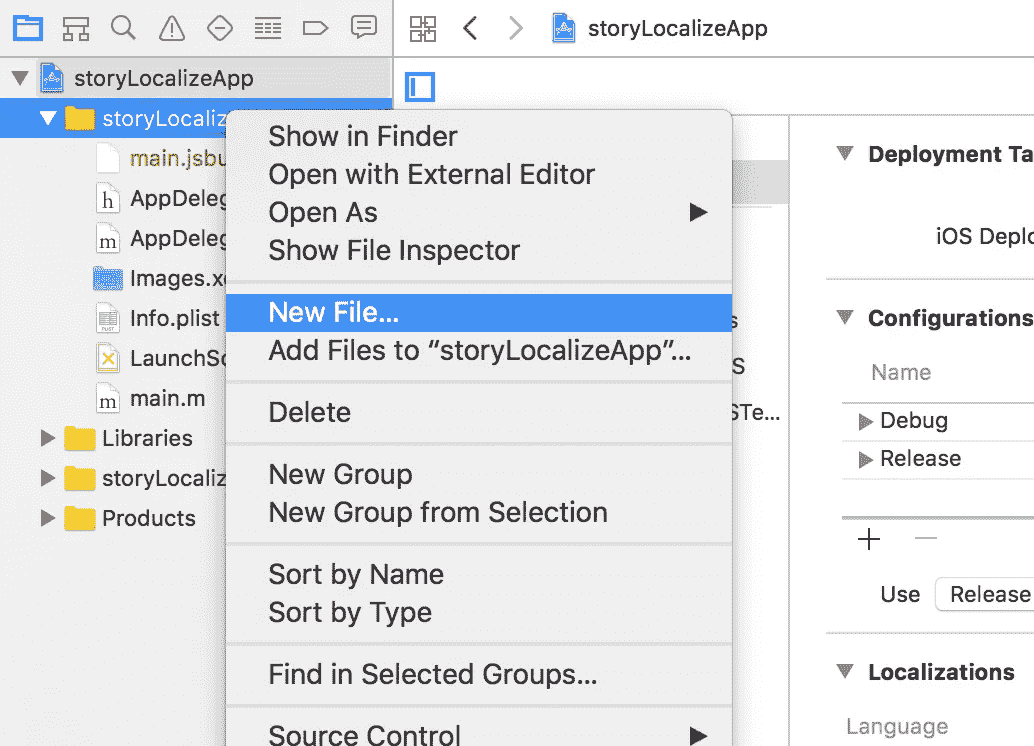 storyLocalizeApp
storyLocalizeApp
storyLocaliz
main.jsbu
AppDeleg
AppDeleg
Images.xc
Info.plist
LaunchSc
main.m
Libraries
storyLocaliz
Products
Show in Finder
Open with External Editor
Open As
Show File Inspector
New File...
Add Files to “storyLocalizeApp”...
Delete
New Group
New Group from Selection
Sort by Name
Sort by Type
Find in Selected Groups...
Source Control
s
S
STe...
Deployment Ta
iOS Deplo
Configurations
Name
Debug
Release
Use Release
Localizations
Language